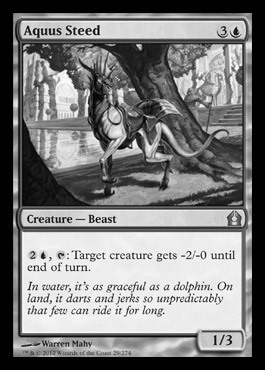 Aquus Steed 3
Creature — Beast
2, : Target creature gets -2/-0 until
end of turn.
In water, it's as graceful as a dolphin. On
land, it darts and jerks so unpredictably
that few can ride it for long.
Warren Mahy
™ & © 2012 Wizards of the Coast 29/274
1/3